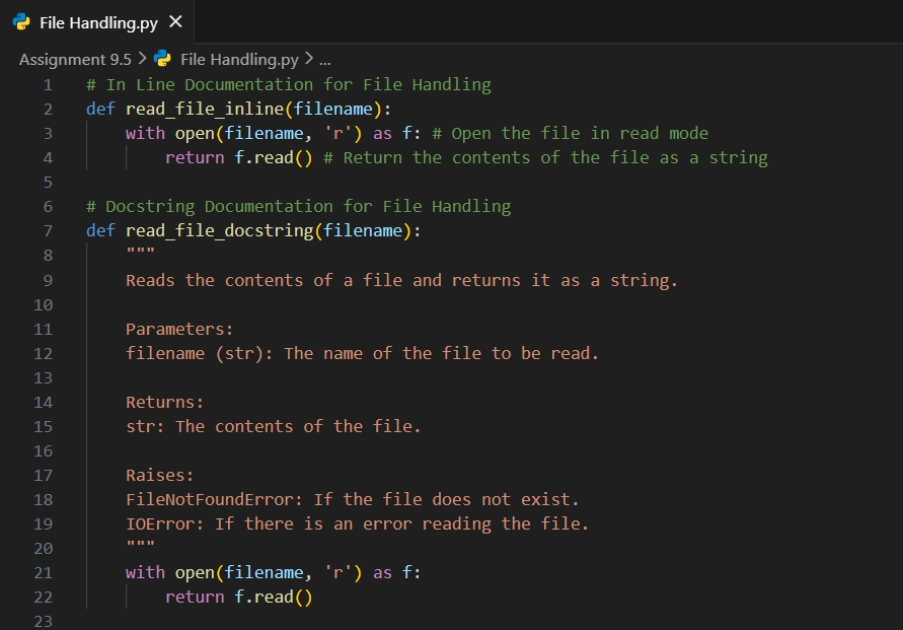 File Handling.py
Assignment 9.5 > File Handling.py > ...
1 # In Line Documentation for File Handling
2 def read_file_inline(filename):
3     with open(filename, 'r') as f: # Open the file in read mode
4         return f.read() # Return the contents of the file as a string
5
6 # Docstring Documentation for File Handling
7 def read_file_docstring(filename):
8     """
9     Reads the contents of a file and returns it as a string.
10
11     Parameters:
12     filename (str): The name of the file to be read.
13
14     Returns:
15     str: The contents of the file.
16
17     Raises:
18     FileNotFoundError: If the file does not exist.
19     IOError: If there is an error reading the file.
20     """
21     with open(filename, 'r') as f:
22         return f.read()
23